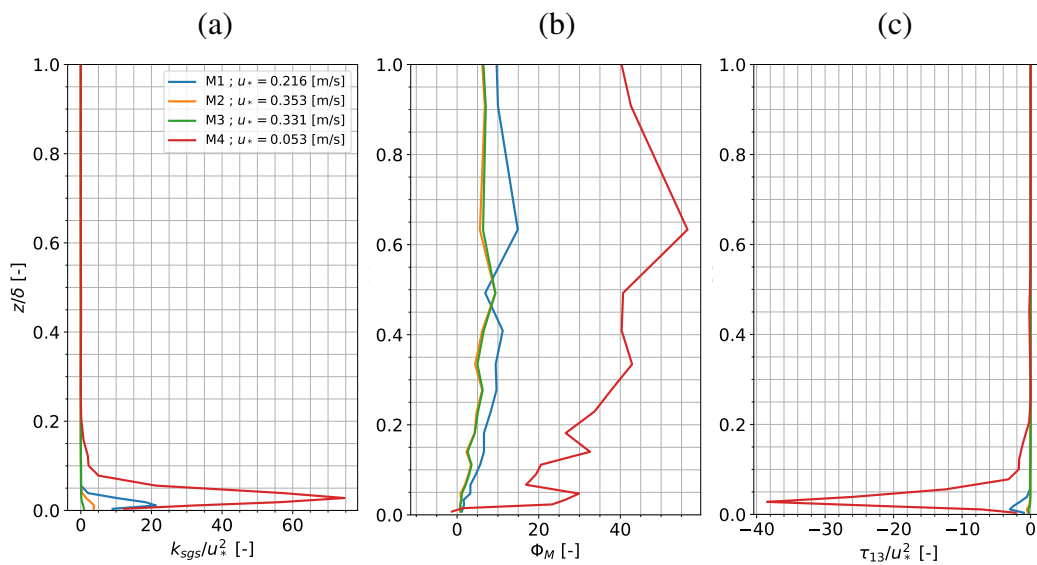 (a)
(b)
(c)
1.0
0.8
0.6
0.4
0.2
0.0
z/δ [-]
M1 ; u* = 0.216 [m/s]
M2 ; u* = 0.353 [m/s]
M3 ; u* = 0.331 [m/s]
M4 ; u* = 0.053 [m/s]
0
20
40
60
k_sgs/u*² [-]
1.0
0.8
0.6
0.4
0.2
0.0
0
20
40
Φ_M [-]
1.0
0.8
0.6
0.4
0.2
0.0
−40
−30
−20
−10
0
τ₁₃/u*² [-]